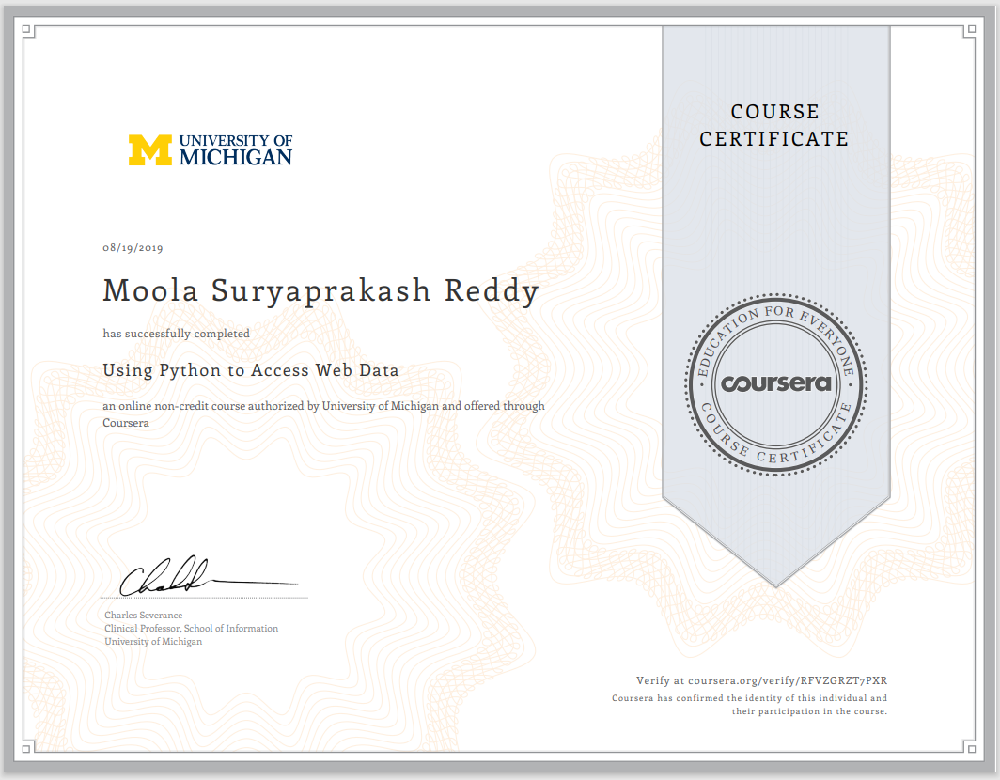 UNIVERSITY OF
MICHIGAN
COURSE
CERTIFICATE
08/19/2019
Moola Suryaprakash Reddy
has successfully completed
Using Python to Access Web Data
an online non-credit course authorized by University of Michigan and offered through
Coursera
EDUCATION FOR EVERYONE
coursera
COURSE CERTIFICATE
Charles Severance
Clinical Professor, School of Information
University of Michigan
Verify at coursera.org/verify/RFVZGRZT7PXR
Coursera has confirmed the identity of this individual and
their participation in the course.